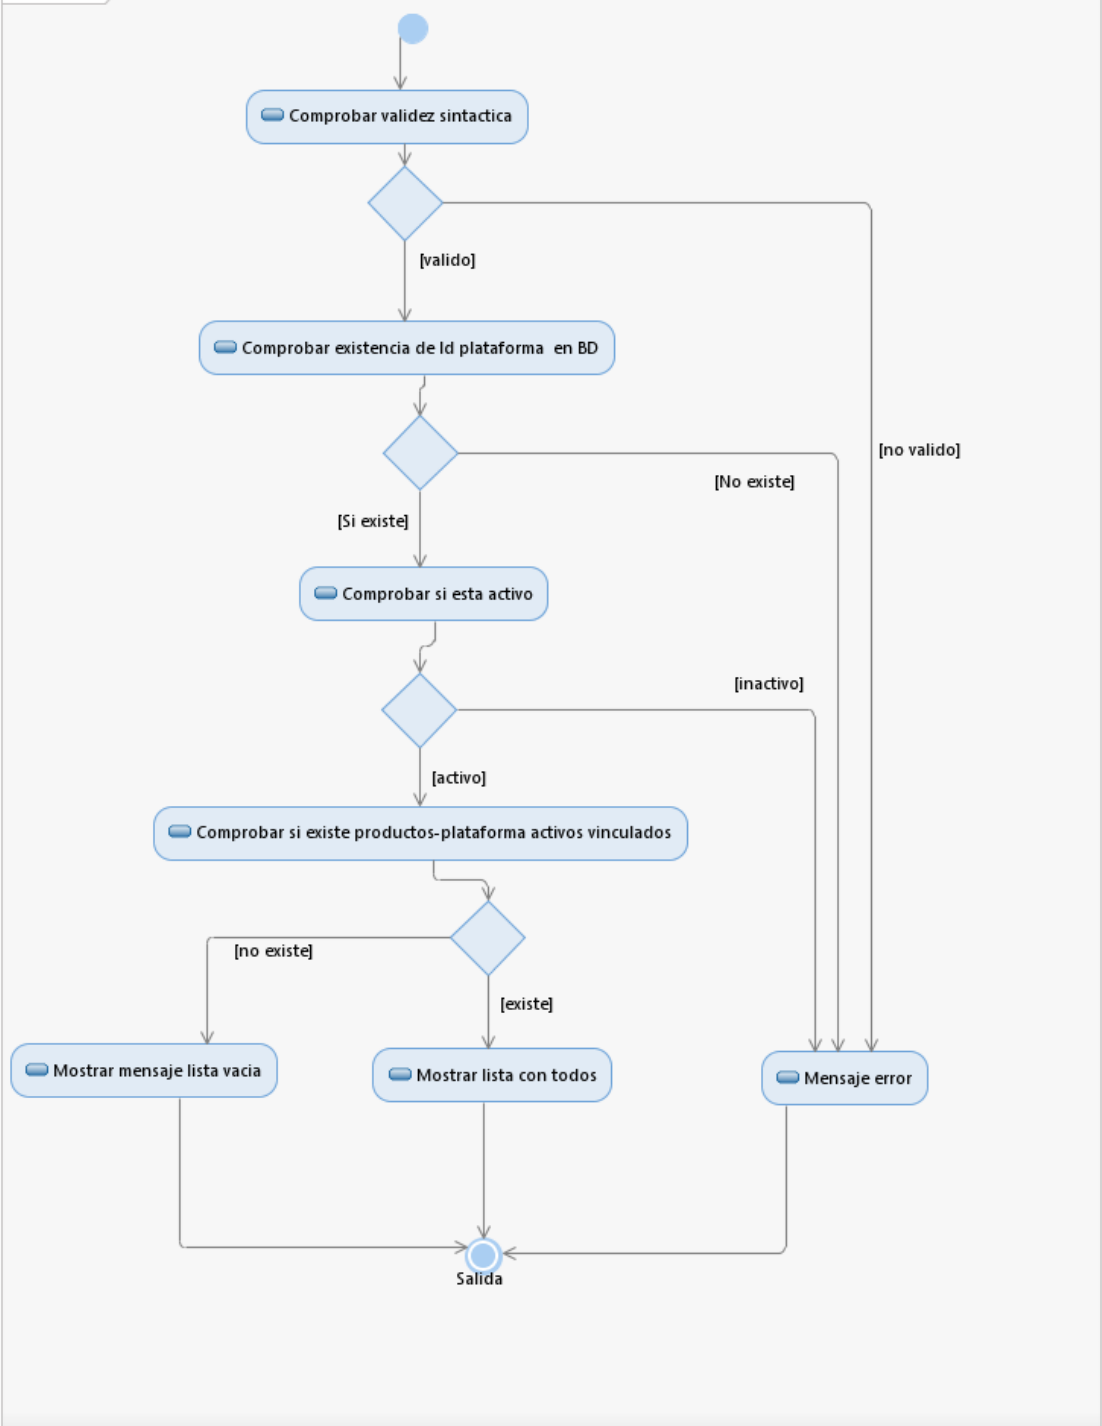 Comprobar validez sintactica
[valido]
Comprobar existencia de Id plataforma  en BD
[no valido]
[No existe]
[Si existe]
Comprobar si esta activo
[inactivo]
[activo]
Comprobar si existe productos-plataforma activos vinculados
[no existe]
[existe]
Mostrar mensaje lista vacia
Mostrar lista con todos
Mensaje error
Salida